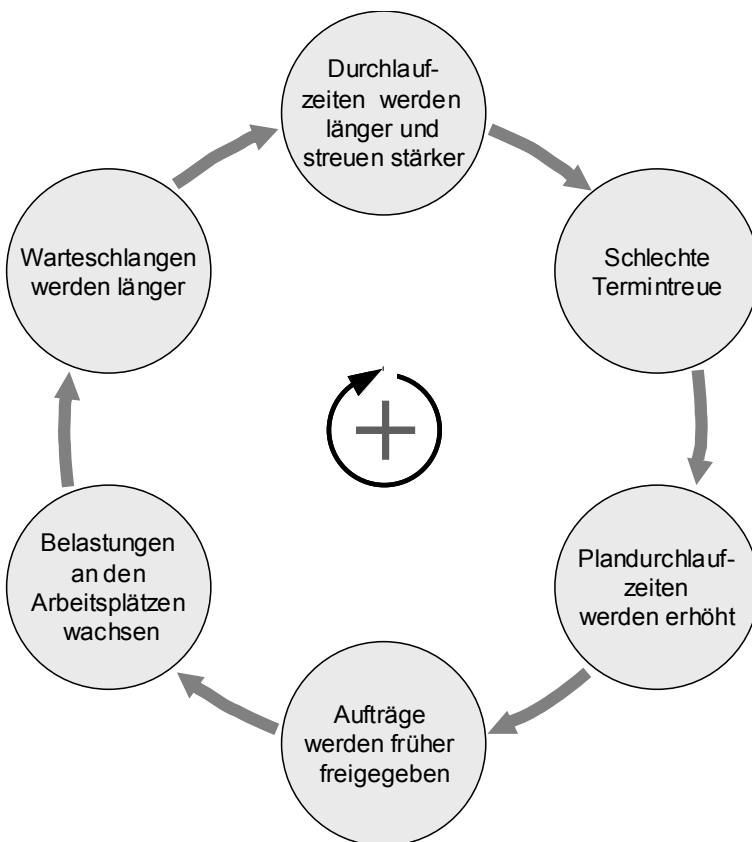 Durchlauf-
zeiten werden
länger und
streuen stärker
Schlechte
Termintreue
Plandurchlauf-
zeiten
werden erhöht
Aufträge
werden früher
freigegeben
Belastungen
an den
Arbeitsplätzen
wachsen
Warteschlangen
werden länger
+